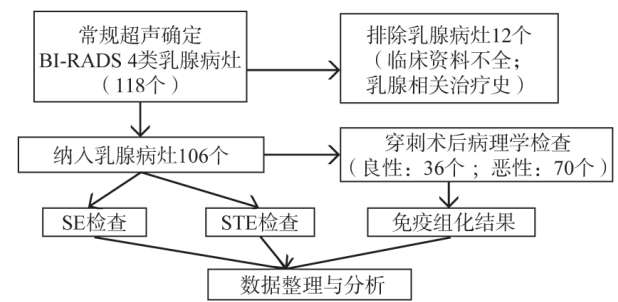 常规超声确定
BI-RADS 4类乳腺病灶
（118个）
排除乳腺病灶12个
（临床资料不全；
乳腺相关治疗史）
纳入乳腺病灶106个
穿刺术后病理学检查
（良性：36个；恶性：70个）
SE检查
STE检查
免疫组化结果
数据整理与分析